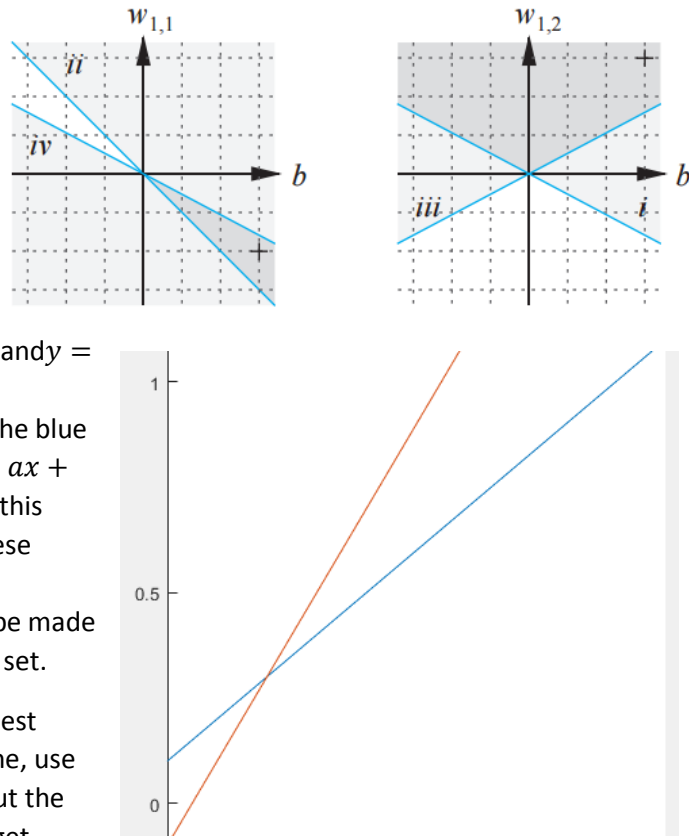 w1,1
w1,2
ii
iv
b
iii
i
b
and𝑦 =
he blue
𝑎𝑥 +
this
ese
be made
set.
est
ne, use
ut the
1
0.5
0